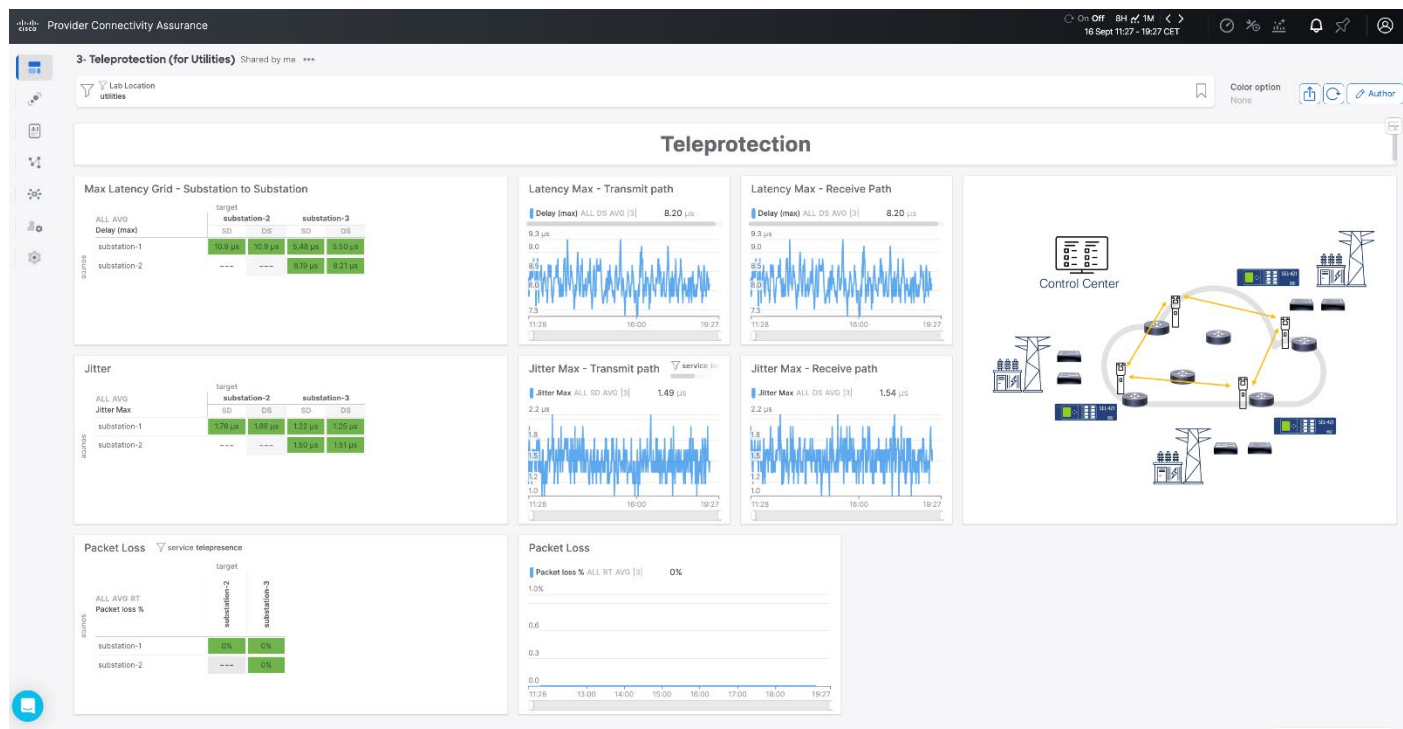 cisco Provider Connectivity Assurance
On Off 8H 1M < >
16 Sept 11:27 - 19:27 CET
3- Teleprotection (for Utilities) Shared by me •••
Lab Location
utilities
Color option
None
Author
Teleprotection
Max Latency Grid - Substation to Substation
target
ALL AVG substation-2 substation-3
Delay (max) SD DS SD DS
substation-1 10.9 µs 10.9 µs 5.48 µs 5.50 µs
source
substation-2 --- --- 8.19 µs 8.21 µs
Latency Max - Transmit path
Delay (max) ALL DS AVG [3] 8.20 µs
9.3 µs
9.0
8.5
8.0
7.3
11:28 16:00 19:27
Latency Max - Receive Path
Delay (max) ALL DS AVG [3] 8.20 µs
9.3 µs
9.0
8.5
8.0
7.3
11:28 16:00 19:27
Control Center
SEL-421
SEL-421
SEL-421
Jitter
target
ALL AVG substation-2 substation-3
Jitter Max SD DS SD DS
substation-1 1.76 µs 1.86 µs 1.22 µs 1.25 µs
source
substation-2 --- --- 1.50 µs 1.51 µs
Jitter Max - Transmit path service
Jitter Max ALL SD AVG [3] 1.49 µs
2.2 µs
1.8
1.5
1.2
1.0
11:28 16:00 19:27
Jitter Max - Receive path
Jitter Max ALL DS AVG [3] 1.54 µs
2.2 µs
1.8
1.5
1.2
1.0
11:28 16:00 19:27
Packet Loss service telepresence
target
ALL AVG RT
Packet loss %
substation-2
substation-3
source
substation-1 0% 0%
substation-2 --- 0%
Packet Loss
Packet loss % ALL RT AVG [3] 0%
1.0%
0.6
0.3
0.0
11:28 13:00 14:00 15:00 16:00 17:00 18:00 19:27